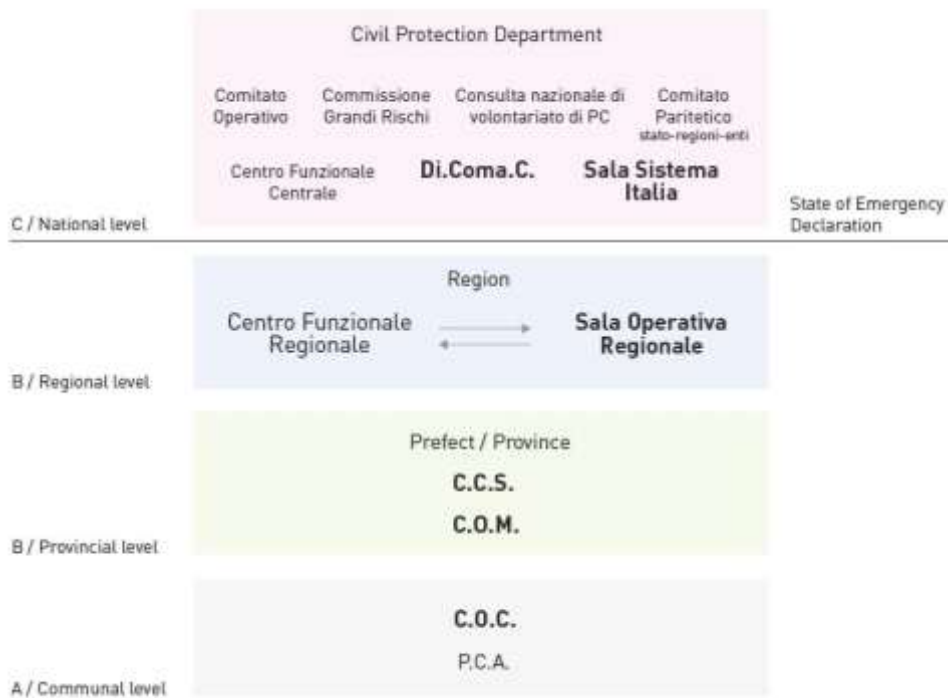 Civil Protection Department
Comitato
Operativo
Commissione
Grandi Rischi
Consulta nazionale di
volontariato di PC
Comitato
Paritetico
stato-regioni-enti
Centro Funzionale
Centrale
Di.Coma.C.
Sala Sistema
Italia
C / National level
State of Emergency
Declaration
Region
Centro Funzionale
Regionale
Sala Operativa
Regionale
B / Regional level
Prefect / Province
C.C.S.
C.O.M.
B / Provincial level
C.O.C.
P.C.A.
A / Communal level